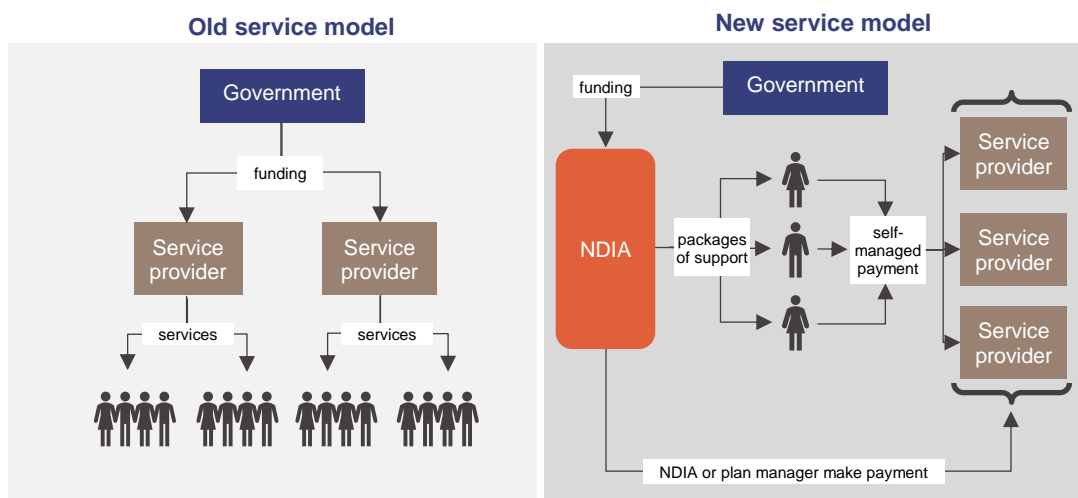 Old service model
Government
funding
Service
provider
Service
provider
services
services
New service model
funding
Government
NDIA
packages
of support
self-
managed
payment
Service
provider
Service
provider
Service
provider
NDIA or plan manager make payment